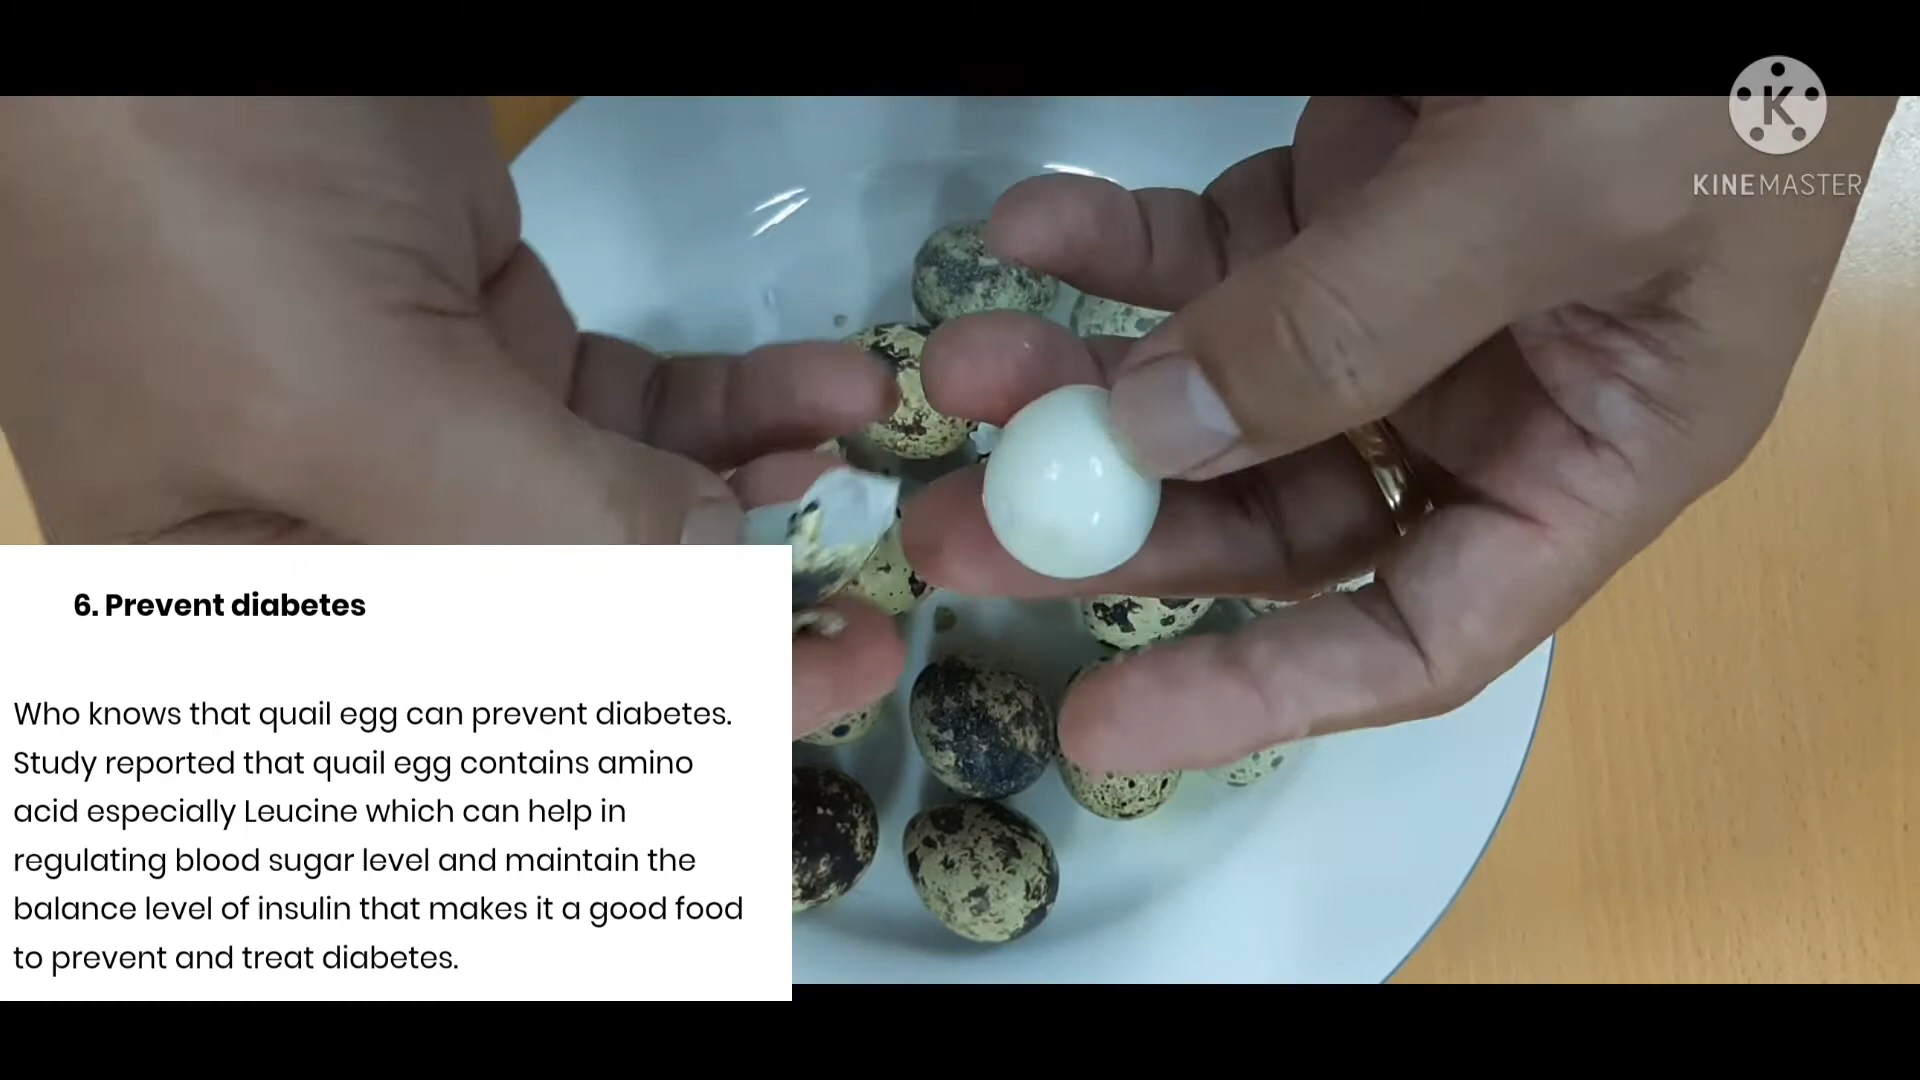 K
KINEMASTER
6. Prevent diabetes
Who knows that quail egg can prevent diabetes.
Study reported that quail egg contains amino
acid especially Leucine which can help in
regulating blood sugar level and maintain the
balance level of insulin that makes it a good food
to prevent and treat diabetes.